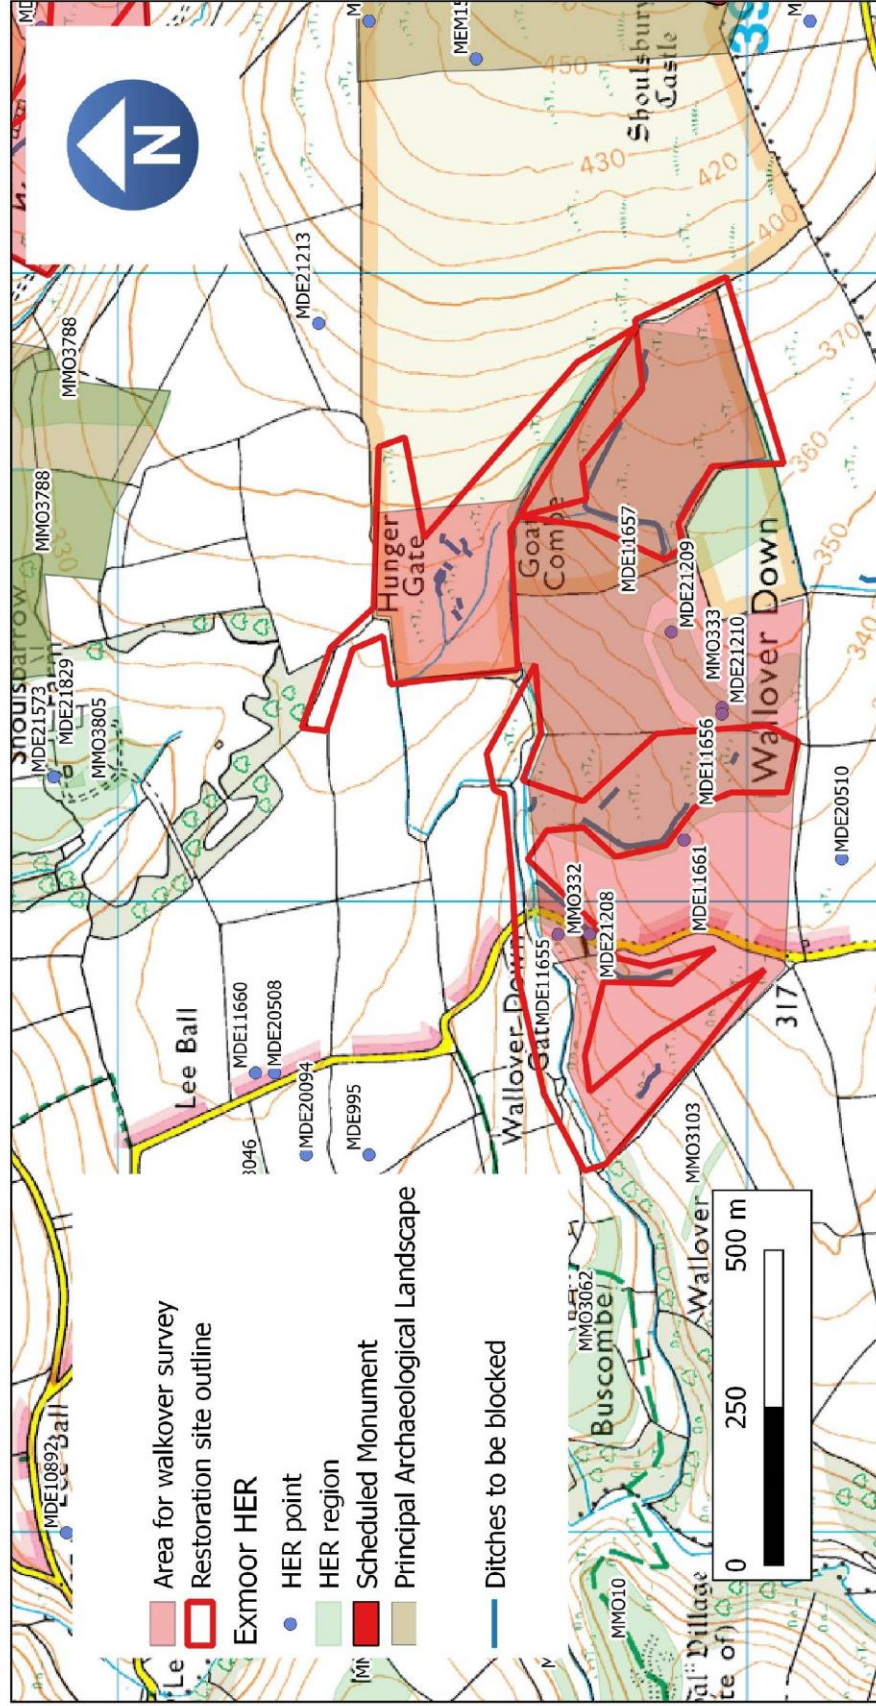 N
Area for walkover survey
Restoration site outline
Exmoor HER
HER point
HER region
Scheduled Monument
Principal Archaeological Landscape
Ditches to be blocked
0
250
500 m
MDE10892
Lee Ball
MDE11660
MDE20508
MDE20094
MDE995
MDE21573
MDE21829
MMO3805
Shoulsbarrow
Farm
MMO3788
MMO3788
330
MDE21213
Hunger
Gate
Goat
Combe
MDE11657
MDE21209
MMO333
MDE21210
MDE11656
MDE11661
MMO332
MDE21208
MDE11655
Wallover Down
Gate
Wallover Down
MDE20510
317
MMO3103
Wallover
MMO3062
Buscombe
MMO10
Shoulsbury
Castle
450
430
420
400
370
360
350
340